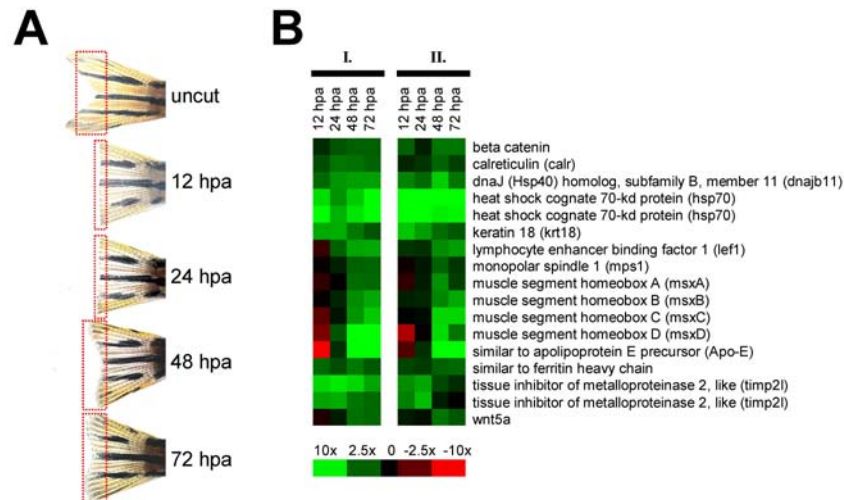 A
uncut
12 hpa
24 hpa
48 hpa
72 hpa
B
I. II.
12 hpa 24 hpa 48 hpa 72 hpa 12 hpa 24 hpa 48 hpa 72 hpa
beta catenin
calreticulin (calr)
dnaJ (Hsp40) homolog, subfamily B, member 11 (dnajb11)
heat shock cognate 70-kd protein (hsp70)
heat shock cognate 70-kd protein (hsp70)
keratin 18 (krt18)
lymphocyte enhancer binding factor 1 (lef1)
monopolar spindle 1 (mps1)
muscle segment homeobox A (msxA)
muscle segment homeobox B (msxB)
muscle segment homeobox C (msxC)
muscle segment homeobox D (msxD)
similar to apolipoprotein E precursor (Apo-E)
similar to ferritin heavy chain
tissue inhibitor of metalloproteinase 2, like (timp2l)
tissue inhibitor of metalloproteinase 2, like (timp2l)
wnt5a
10x 2.5x 0 -2.5x -10x